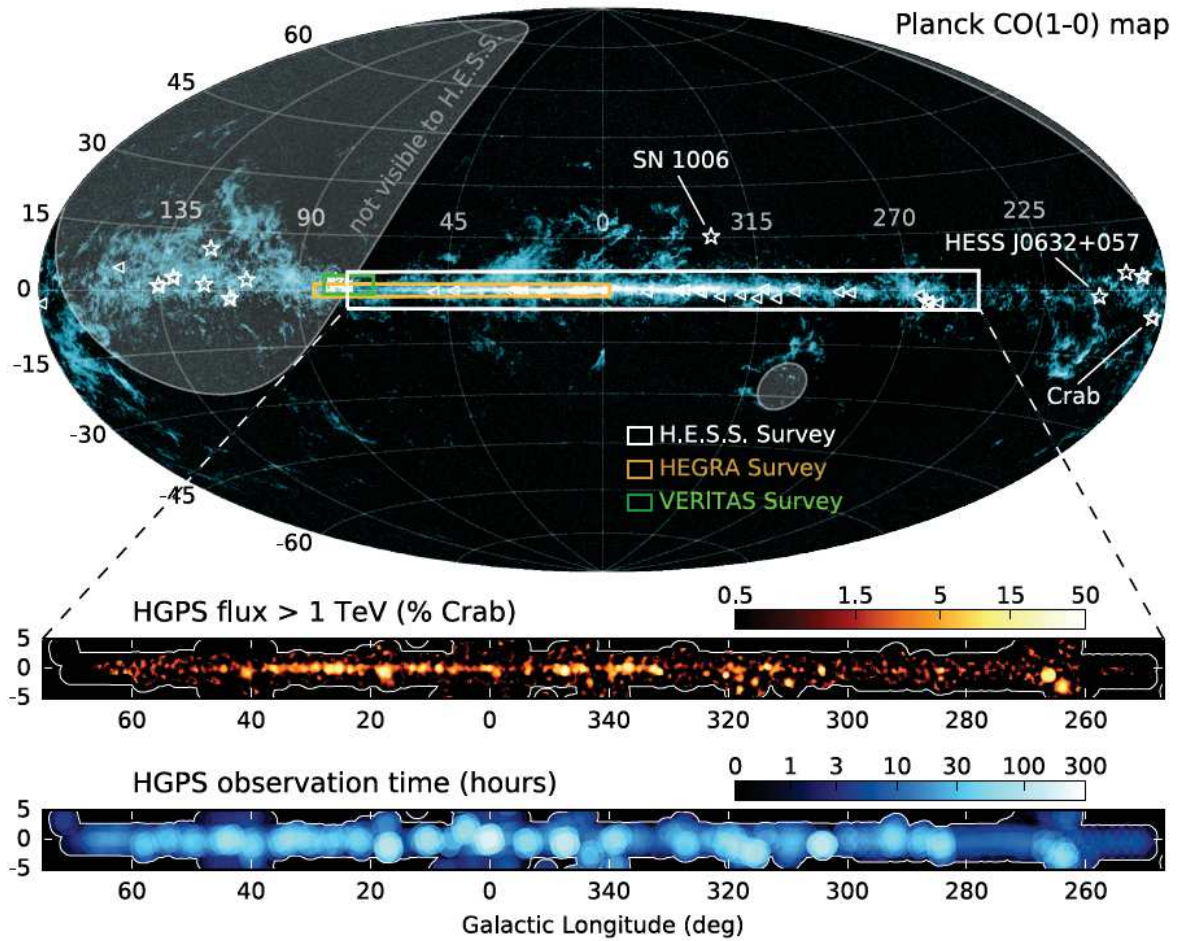 Planck CO(1-0) map
60
45
30
15
0
-15
-30
-45
-60
not visible to H.E.S.S.
135 90 45 0 315 270 225
SN 1006
HESS J0632+057
Crab
H.E.S.S. Survey
HEGRA Survey
VERITAS Survey
HGPS flux > 1 TeV (% Crab)
0.5 1.5 5 15 50
5
0
-5
60 40 20 0 340 320 300 280 260
HGPS observation time (hours)
0 1 3 10 30 100 300
5
0
-5
60 40 20 0 340 320 300 280 260
Galactic Longitude (deg)